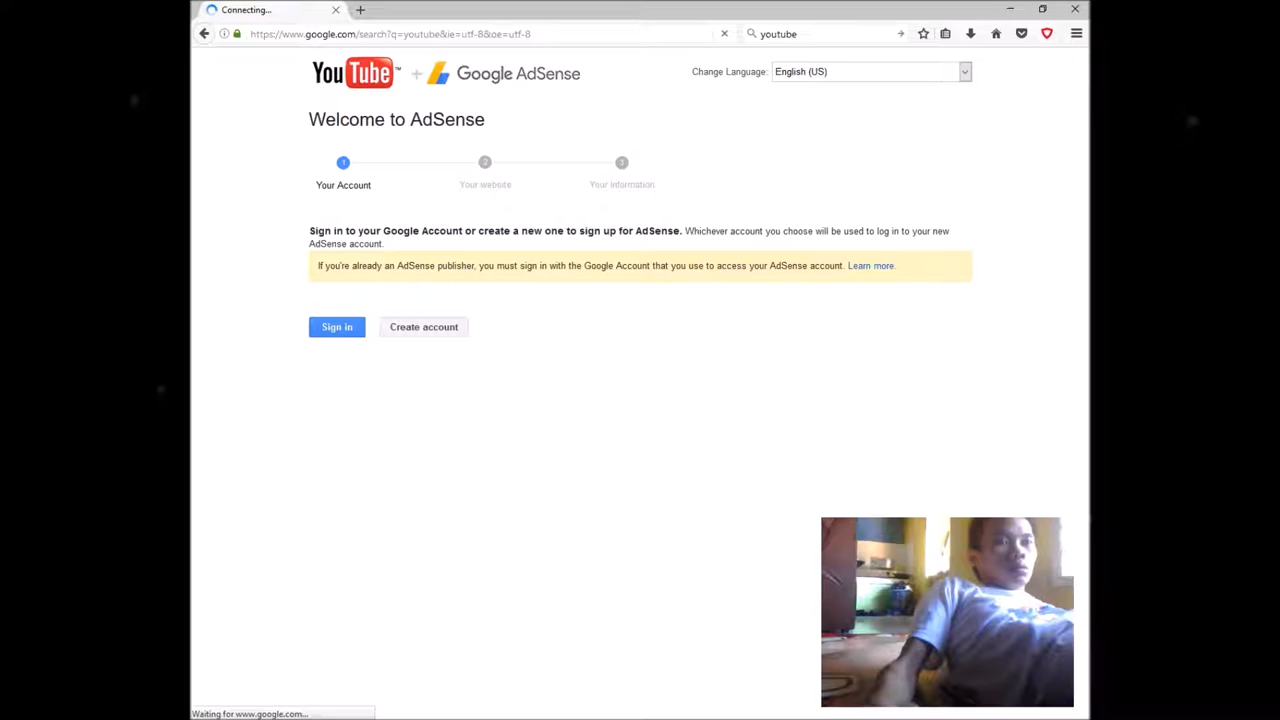 Connecting...
https://www.google.com/search?q=youtube&ie=utf-8&oe=utf-8
youtube
YouTube™ + Google AdSense
Change Language: English (US)
Welcome to AdSense
1 2 3
Your Account Your website Your information
Sign in to your Google Account or create a new one to sign up for AdSense. Whichever account you choose will be used to log in to your new
AdSense account.
If you're already an AdSense publisher, you must sign in with the Google Account that you use to access your AdSense account. Learn more.
Sign in Create account
Waiting for www.google.com...